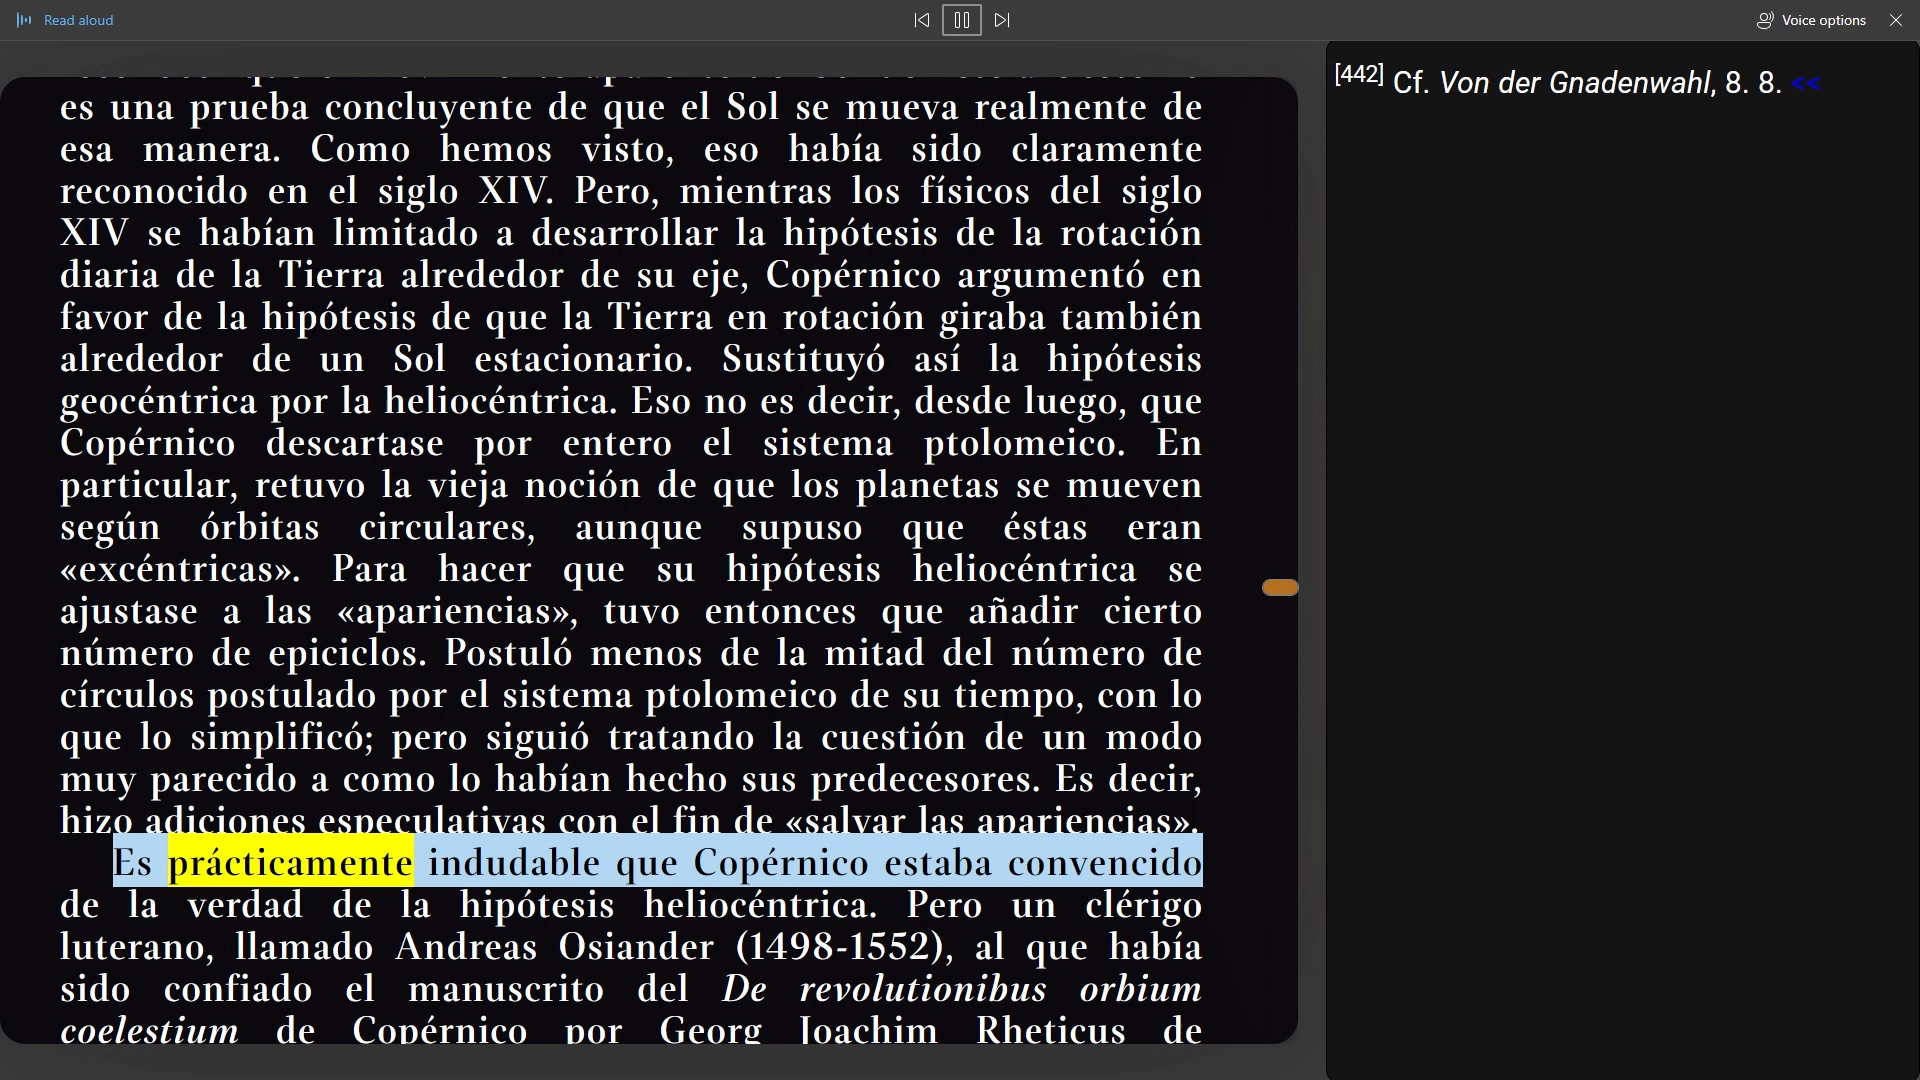 Read aloud
Voice options
es una prueba concluyente de que el Sol se mueva realmente de
esa manera. Como hemos visto, eso había sido claramente
reconocido en el siglo XIV. Pero, mientras los físicos del siglo
XIV se habían limitado a desarrollar la hipótesis de la rotación
diaria de la Tierra alrededor de su eje, Copérnico argumentó en
favor de la hipótesis de que la Tierra en rotación giraba también
alrededor de un Sol estacionario. Sustituyó así la hipótesis
geocéntrica por la heliocéntrica. Eso no es decir, desde luego, que
Copérnico descartase por entero el sistema ptolomeico. En
particular, retuvo la vieja noción de que los planetas se mueven
según órbitas circulares, aunque supuso que éstas eran
«excéntricas». Para hacer que su hipótesis heliocéntrica se
ajustase a las «apariencias», tuvo entonces que añadir cierto
número de epiciclos. Postuló menos de la mitad del número de
círculos postulado por el sistema ptolomeico de su tiempo, con lo
que lo simplificó; pero siguió tratando la cuestión de un modo
muy parecido a como lo habían hecho sus predecesores. Es decir,
hizo adiciones especulativas con el fin de «salvar las apariencias».
Es prácticamente indudable que Copérnico estaba convencido
de la verdad de la hipótesis heliocéntrica. Pero un clérigo
luterano, llamado Andreas Osiander (1498-1552), al que había
sido confiado el manuscrito del De revolutionibus orbium
coelestium de Copérnico por Georg Joachim Rheticus de
[442] Cf. Von der Gnadenwahl, 8. 8. <<